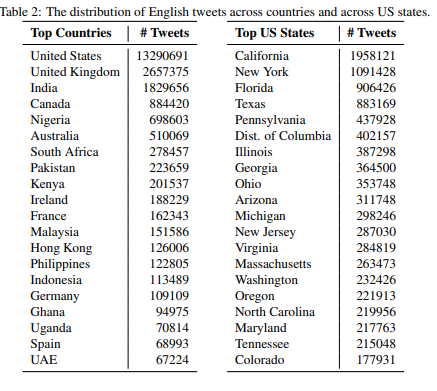 Table 2: The distribution of English tweets across countries and across US states.
Top Countries # Tweets Top US States # Tweets
United States 13290691 California 1958121
United Kingdom 2657375 New York 1091428
India 1829656 Florida 906426
Canada 884420 Texas 883169
Nigeria 698603 Pennsylvania 437928
Australia 510069 Dist. of Columbia 402157
South Africa 278457 Illinois 387298
Pakistan 223659 Georgia 364500
Kenya 201537 Ohio 353748
Ireland 188229 Arizona 311748
France 162343 Michigan 298246
Malaysia 151586 New Jersey 287030
Hong Kong 126006 Virginia 284819
Philippines 122805 Massachusetts 263473
Indonesia 113489 Washington 232426
Germany 109109 Oregon 221913
Ghana 94975 North Carolina 219956
Uganda 70814 Maryland 217763
Spain 68993 Tennessee 215048
UAE 67224 Colorado 177931